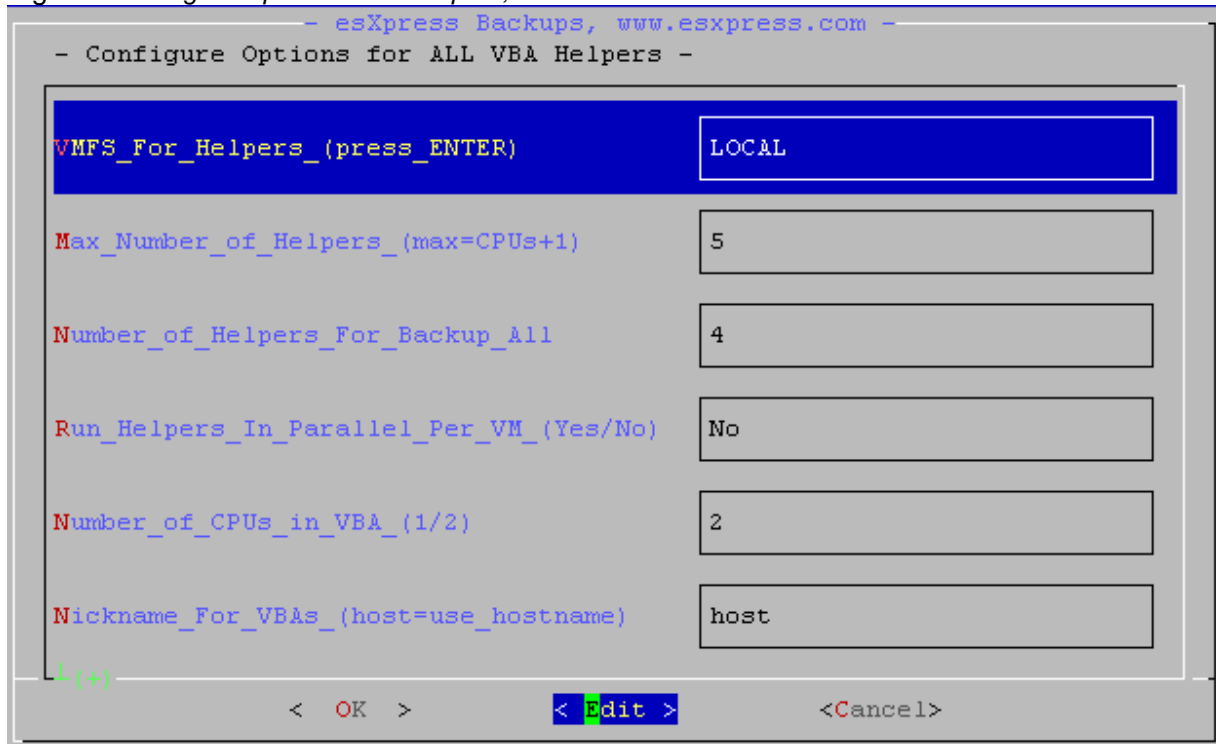 - esXpress Backups, www.esxpress.com -
- Configure Options for ALL VBA Helpers -
VMFS_For_Helpers_(press_ENTER) LOCAL
Max_Number_of_Helpers_(max=CPUs+1) 5
Number_of_Helpers_For_Backup_All 4
Run_Helpers_In_Parallel_Per_VM_(Yes/No) No
Number_of_CPUs_in_VBA_(1/2) 2
Nickname_For_VBAs_(host=use_hostname) host
(+)
< OK > < Edit > <Cancel>